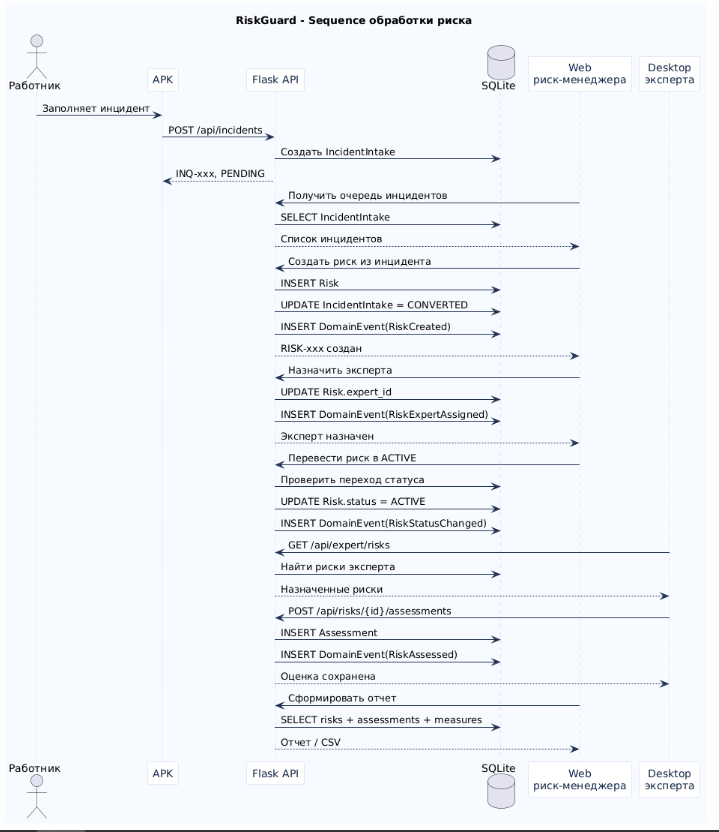 RiskGuard - Sequence обработки риска
Работник
APK
Flask API
SQLite
Web
риск-менеджера
Desktop
эксперта
Заполняет инцидент
POST /api/incidents
Создать IncidentIntake
INQ-xxx, PENDING
Получить очередь инцидентов
SELECT IncidentIntake
Список инцидентов
Создать риск из инцидента
INSERT Risk
UPDATE IncidentIntake = CONVERTED
INSERT DomainEvent(RiskCreated)
RISK-xxx создан
Назначить эксперта
UPDATE Risk.expert_id
INSERT DomainEvent(RiskExpertAssigned)
Эксперт назначен
Перевести риск в ACTIVE
Проверить переход статуса
UPDATE Risk.status = ACTIVE
INSERT DomainEvent(RiskStatusChanged)
GET /api/expert/risks
Найти риски эксперта
Назначенные риски
POST /api/risks/{id}/assessments
INSERT Assessment
INSERT DomainEvent(RiskAssessed)
Оценка сохранена
Сформировать отчет
SELECT risks + assessments + measures
Отчет / CSV
Работник
APK
Flask API
SQLite
Web
риск-менеджера
Desktop
эксперта